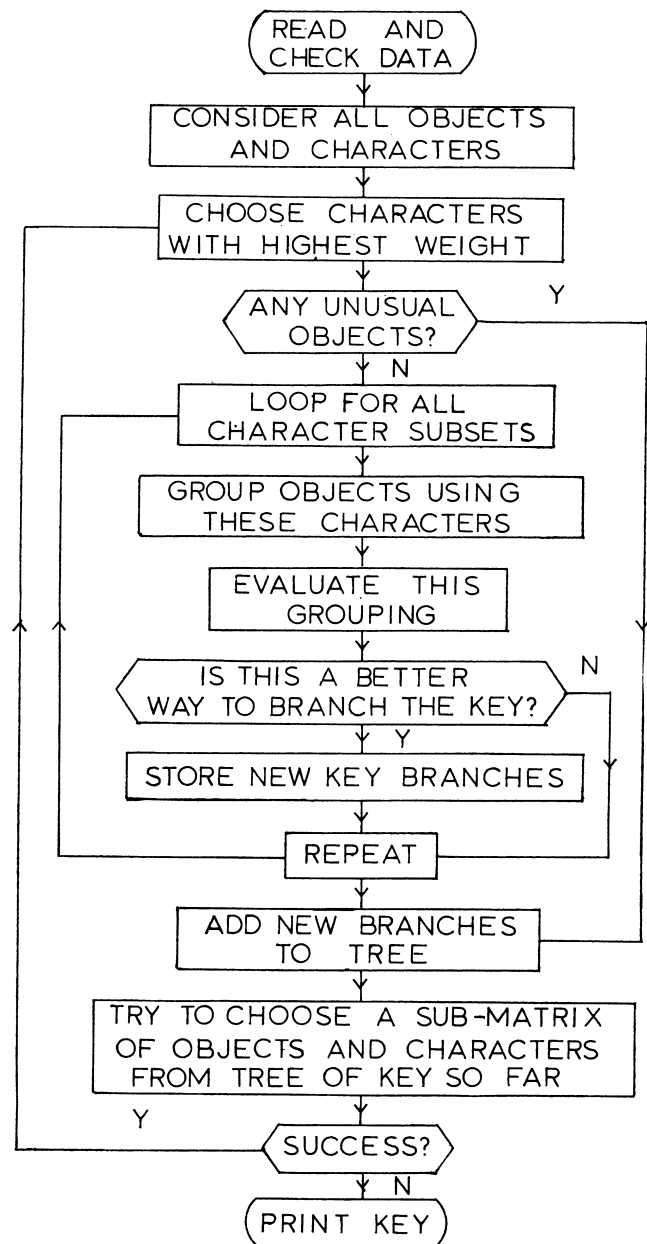 READ AND
CHECK DATA
CONSIDER ALL OBJECTS
AND CHARACTERS
CHOOSE CHARACTERS
WITH HIGHEST WEIGHT
ANY UNUSUAL
OBJECTS?
Y
N
LOOP FOR ALL
CHARACTER SUBSETS
GROUP OBJECTS USING
THESE CHARACTERS
EVALUATE THIS
GROUPING
IS THIS A BETTER
WAY TO BRANCH THE KEY?
N
Y
STORE NEW KEY BRANCHES
REPEAT
ADD NEW BRANCHES
TO TREE
TRY TO CHOOSE A SUB-MATRIX
OF OBJECTS AND CHARACTERS
FROM TREE OF KEY SO FAR
Y
SUCCESS?
N
PRINT KEY